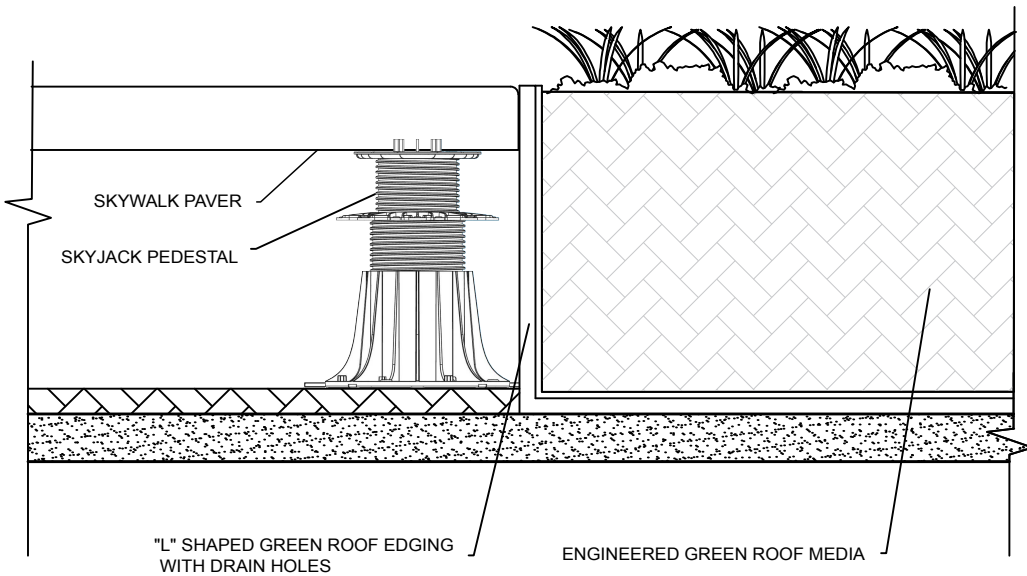 SKYWALK PAVER
SKYJACK PEDESTAL
"L" SHAPED GREEN ROOF EDGING
WITH DRAIN HOLES
ENGINEERED GREEN ROOF MEDIA